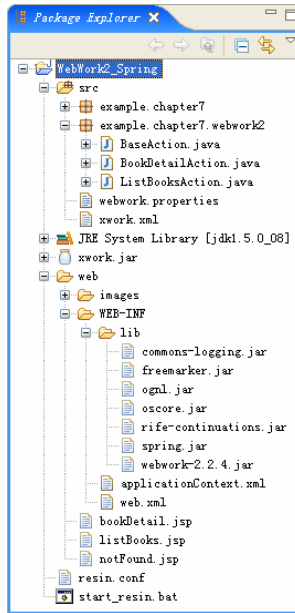 Package Explorer
WebWork2_Spring
src
example.chapter7
example.chapter7.webwork2
BaseAction.java
BookDetailAction.java
ListBooksAction.java
webwork.properties
xwork.xml
JRE System Library [jdk1.5.0_08]
xwork.jar
web
images
WEB-INF
lib
commons-logging.jar
freemarker.jar
ognl.jar
oscore.jar
rife-continuations.jar
spring.jar
webwork-2.2.4.jar
applicationContext.xml
web.xml
bookDetail.jsp
listBooks.jsp
notFound.jsp
resin.conf
start_resin.bat